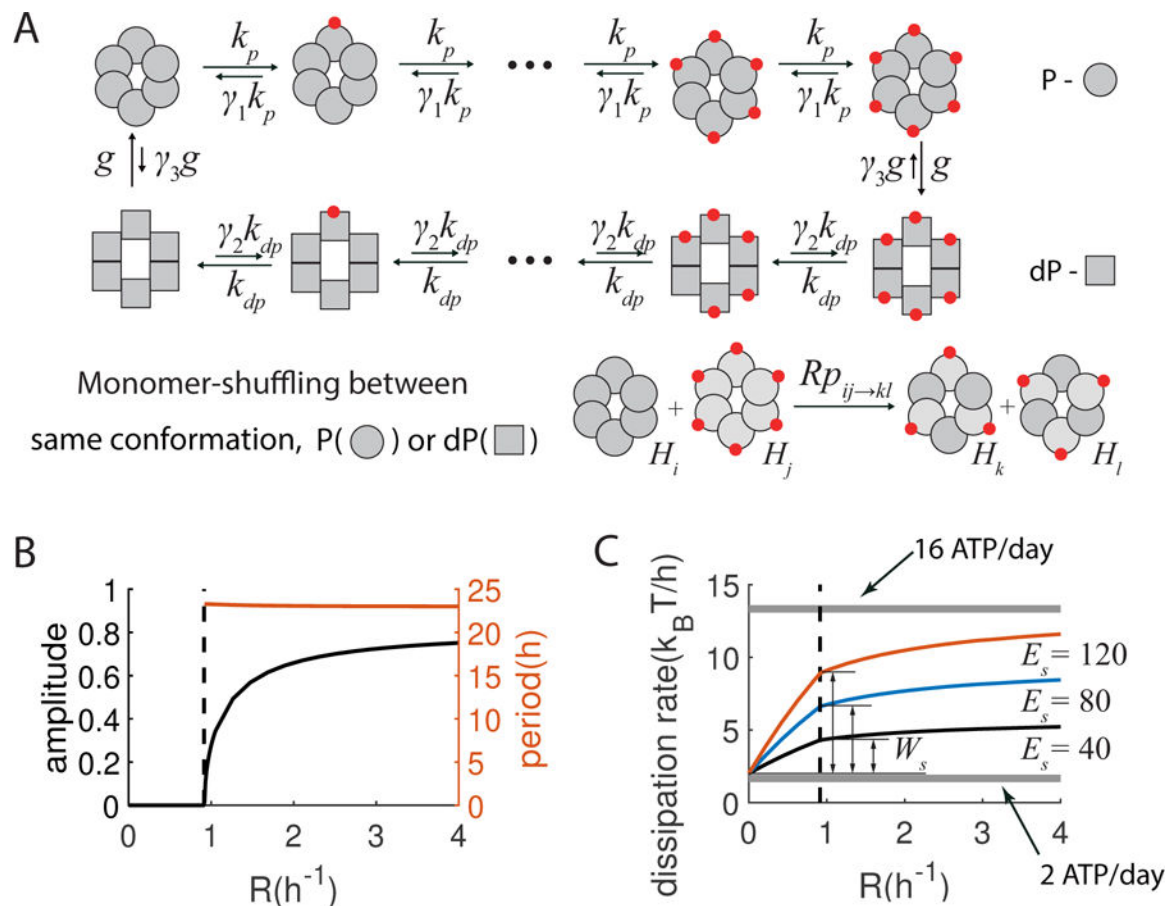 A
k_p k_p k_p k_p
γ_1k_p γ_1k_p γ_1k_p γ_1k_p
•••
P -
g γ_3g γ_3g g
γ_2k_dp γ_2k_dp γ_2k_dp γ_2k_dp
k_dp k_dp k_dp k_dp
•••
dP -
Monomer-shuffling between
same conformation, P( ) or dP( )
+ Rp_ij→kl +
H_i H_j H_k H_l
B
amplitude
1
0.8
0.6
0.4
0.2
0
25
20
15
10
5
0
period(h)
0 1 2 3 4
R(h^-1)
C
16 ATP/day
dissipation rate(k_BT/h)
15
10
5
0
E_s = 120
E_s = 80
E_s = 40
W_s
0 1 2 3 4
R(h^-1)
2 ATP/day